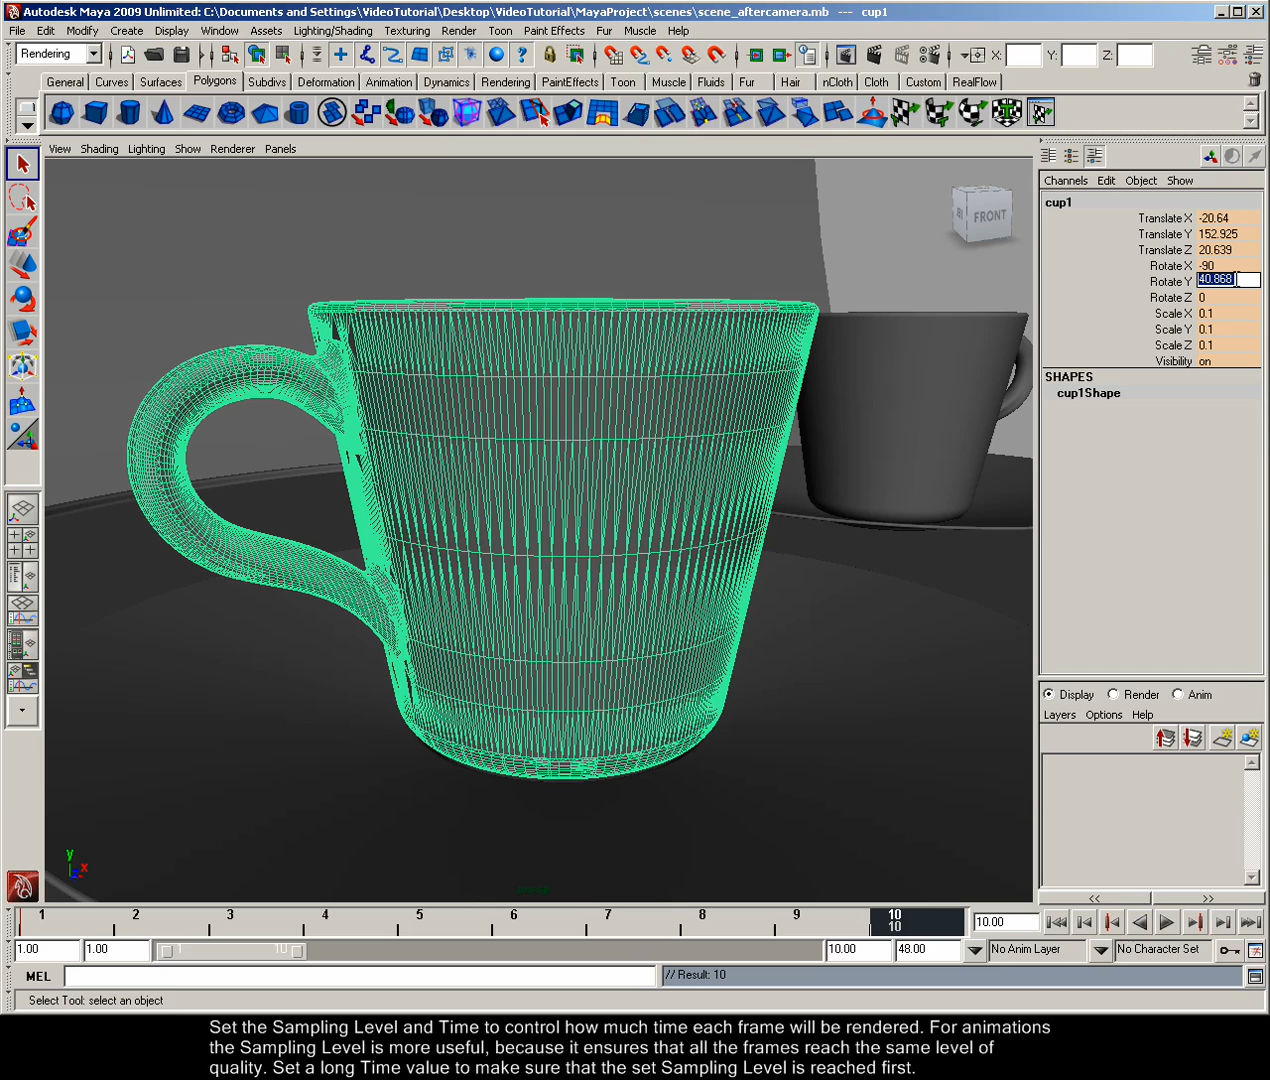 Autodesk Maya 2009 Unlimited: C:\Documents and Settings\VideoTutorial\Desktop\VideoTutorial\MayaProject\scenes\scene_aftercamera.mb --- cup1
File Edit Modify Create Display Window Assets Lighting/Shading Texturing Render Toon Paint Effects Fur Muscle Help
Rendering X: Y: Z:
General Curves Surfaces Polygons Subdivs Deformation Animation Dynamics Rendering PaintEffects Toon Muscle Fluids Fur Hair nCloth Cloth Custom RealFlow
View Shading Lighting Show Renderer Panels
FRONT
Channels Edit Object Show
cup1
Translate X -20.64
Translate Y 152.925
Translate Z 20.639
Rotate X -90
Rotate Y 40.868
Rotate Z 0
Scale X 0.1
Scale Y 0.1
Scale Z 0.1
Visibility on
SHAPES
cup1Shape
Display Render Anim
Layers Options Help
y
x
<< >>
1 2 3 4 5 6 7 8 9 10
10
10.00
1.00 1.00 1 10 10.00 48.00 No Anim Layer No Character Set
MEL // Result: 10
Select Tool: select an object
Set the Sampling Level and Time to control how much time each frame will be rendered. For animations
the Sampling Level is more useful, because it ensures that all the frames reach the same level of
quality. Set a long Time value to make sure that the set Sampling Level is reached first.